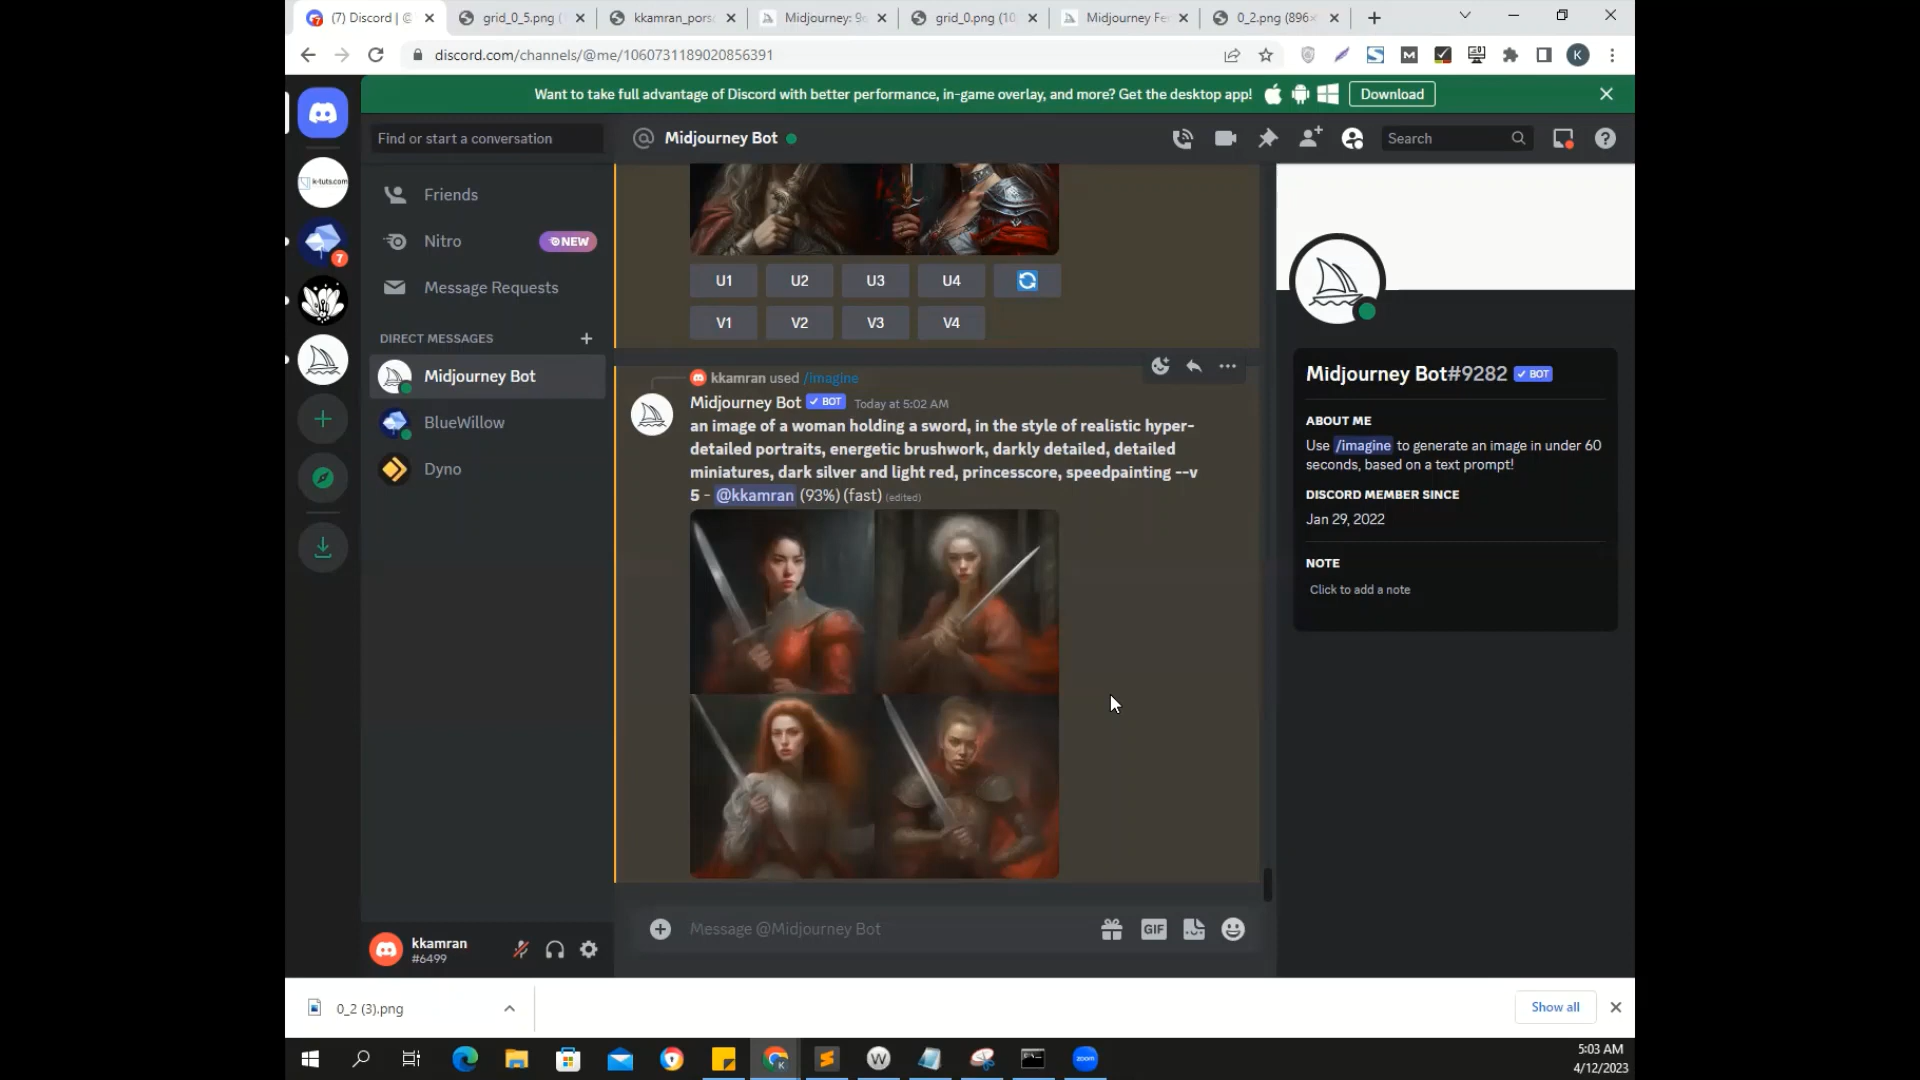 (7) Discord | @
grid_0_5.png (
kkamran_pors
Midjourney: 9
grid_0.png (10
Midjourney Fe
0_2.png (896×
discord.com/channels/@me/1060731189020856391
K
Want to take full advantage of Discord with better performance, in-game overlay, and more? Get the desktop app!
Download
Find or start a conversation
Midjourney Bot
Search
k-tuts.com
Friends
Nitro
NEW
7
Message Requests
DIRECT MESSAGES
Midjourney Bot
BlueWillow
Dyno
U1
U2
U3
U4
V1
V2
V3
V4
kkamran used /imagine
Midjourney Bot BOT Today at 5:02 AM
an image of a woman holding a sword, in the style of realistic hyper-
detailed portraits, energetic brushwork, darkly detailed, detailed
miniatures, dark silver and light red, princesscore, speedpainting --v
5 - @kkamran (93%) (fast) (edited)
Message @Midjourney Bot
GIF
Midjourney Bot#9282 BOT
ABOUT ME
Use /imagine to generate an image in under 60
seconds, based on a text prompt!
DISCORD MEMBER SINCE
Jan 29, 2022
NOTE
Click to add a note
kkamran
#6499
0_2 (3).png
Show all
zoom
5:03 AM
4/12/2023